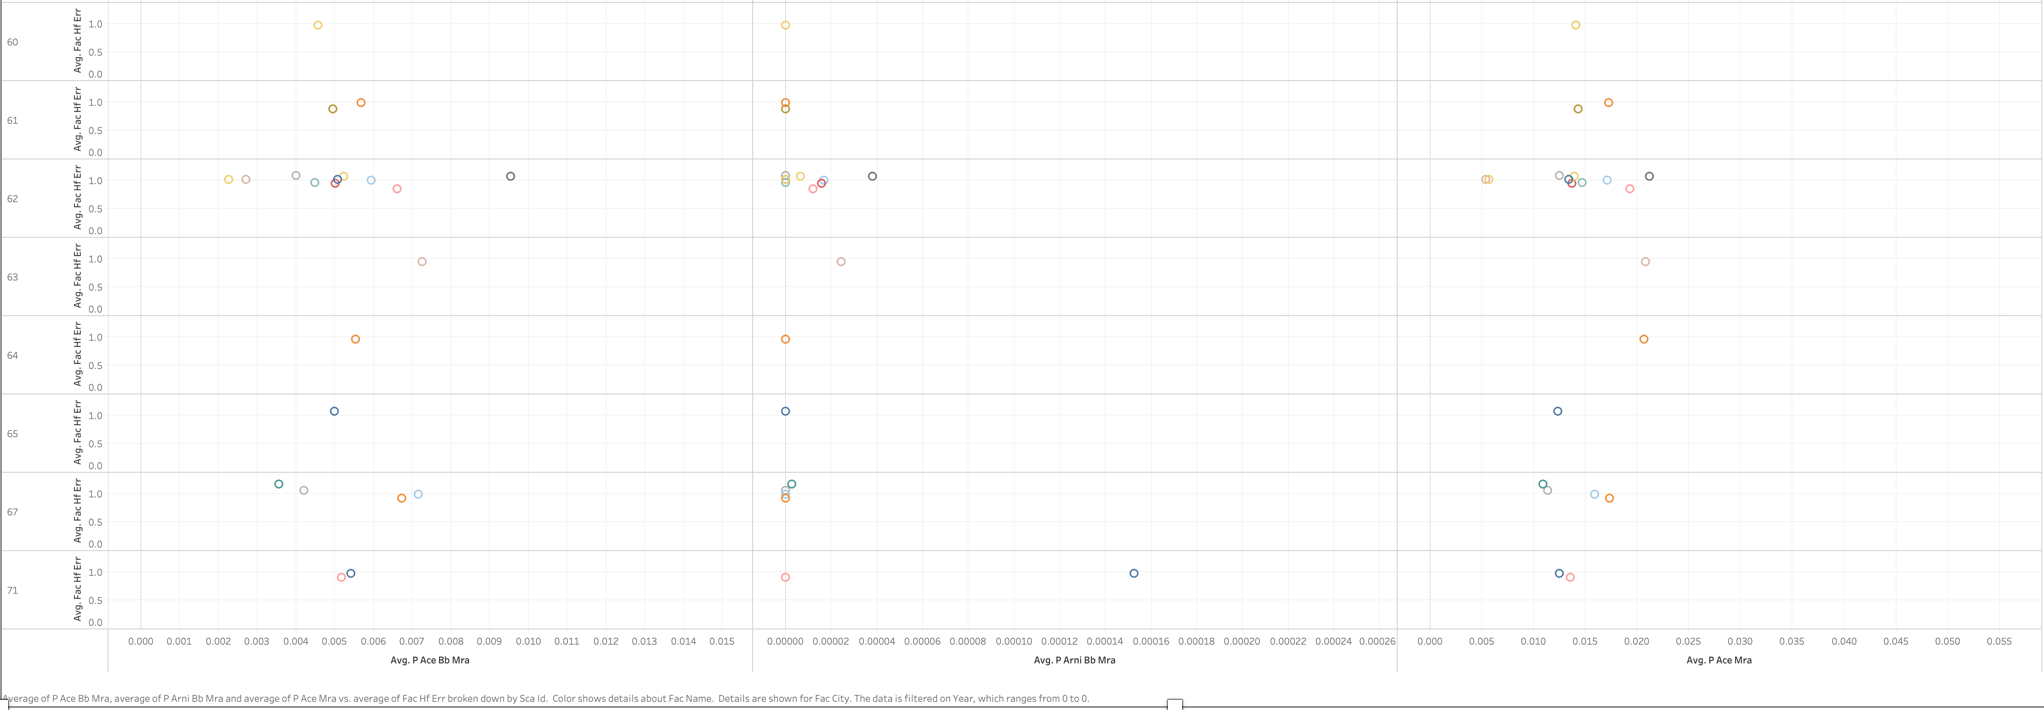 60
Avg. Fac Hf Err
1.0
0.5
0.0
61
Avg. Fac Hf Err
1.0
0.5
0.0
62
Avg. Fac Hf Err
1.0
0.5
0.0
63
Avg. Fac Hf Err
1.0
0.5
0.0
64
Avg. Fac Hf Err
1.0
0.5
0.0
65
Avg. Fac Hf Err
1.0
0.5
0.0
67
Avg. Fac Hf Err
1.0
0.5
0.0
71
Avg. Fac Hf Err
1.0
0.5
0.0
0.000 0.001 0.002 0.003 0.004 0.005 0.006 0.007 0.008 0.009 0.010 0.011 0.012 0.013 0.014 0.015
Avg. P Ace Bb Mra
0.00000 0.00002 0.00004 0.00006 0.00008 0.00010 0.00012 0.00014 0.00016 0.00018 0.00020 0.00022 0.00024 0.00026
Avg. P Arni Bb Mra
0.000 0.005 0.010 0.015 0.020 0.025 0.030 0.035 0.040 0.045 0.050 0.055
Avg. P Ace Mra
Average of P Ace Bb Mra, average of P Arni Bb Mra and average of P Ace Mra vs. average of Fac Hf Err broken down by Sca Id. Color shows details about Fac Name. Details are shown for Fac City. The data is filtered on Year, which ranges from 0 to 0.